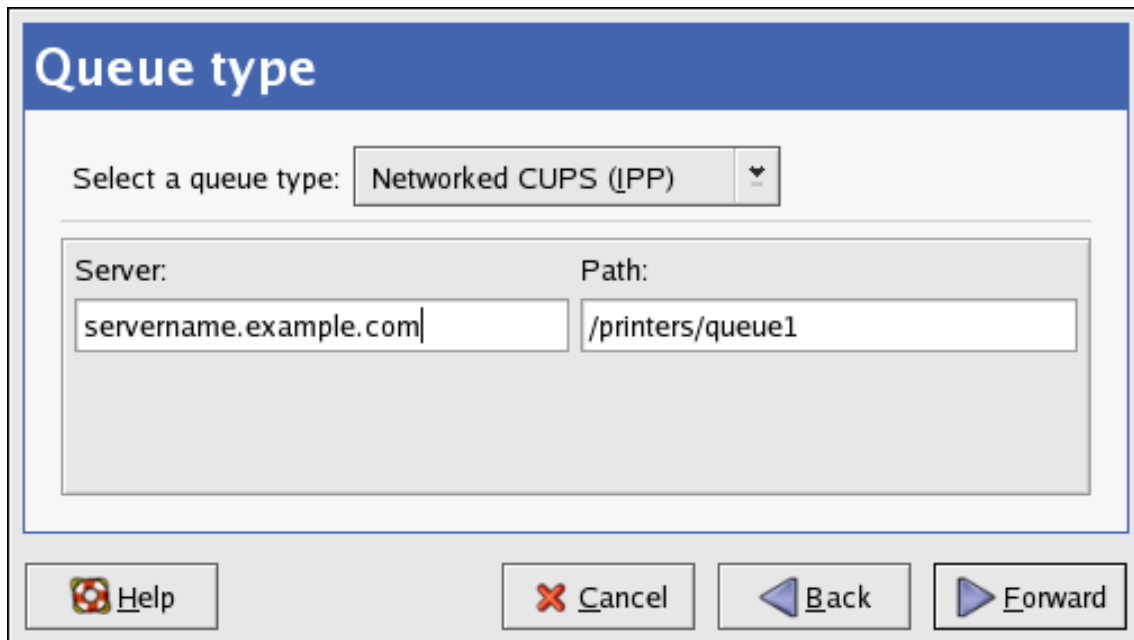 Queue type
Select a queue type: Networked CUPS (IPP)
Server: Path:
servername.example.com /printers/queue1
Help Cancel Back Forward